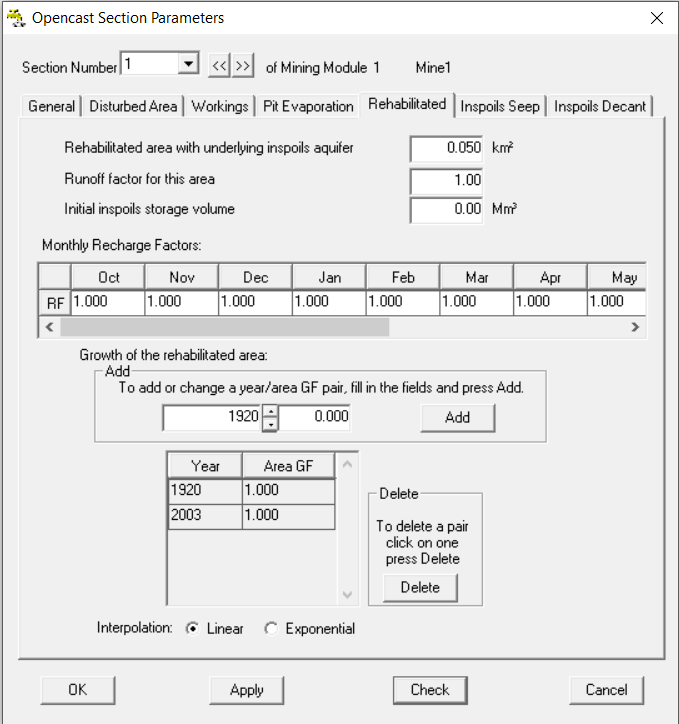 Opencast Section Parameters
Section Number 1 << >> of Mining Module 1 Mine1
General Disturbed Area Workings Pit Evaporation Rehabilitated Inspoils Seep Inspoils Decant
Rehabilitated area with underlying inspoils aquifer 0.050 km²
Runoff factor for this area 1.00
Initial inspoils storage volume 0.00 Mm³
Monthly Recharge Factors:
Oct Nov Dec Jan Feb Mar Apr May
RF 1.000 1.000 1.000 1.000 1.000 1.000 1.000 1.000
Growth of the rehabilitated area:
Add
To add or change a year/area GF pair, fill in the fields and press Add.
1920 0.000 Add
Year Area GF
1920 1.000
2003 1.000
Delete
To delete a pair
click on one
press Delete
Delete
Interpolation: Linear Exponential
OK Apply Check Cancel